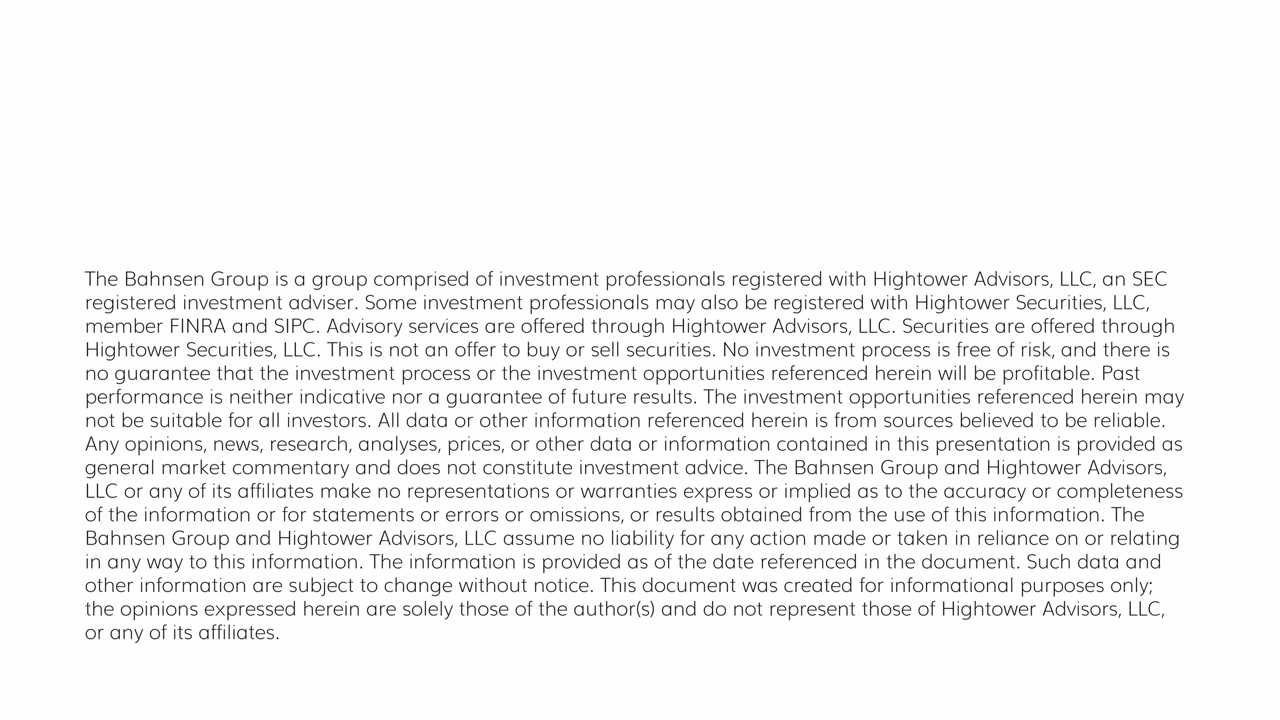 The Bahnsen Group is a group comprised of investment professionals registered with Hightower Advisors, LLC, an SEC
registered investment adviser. Some investment professionals may also be registered with Hightower Securities, LLC,
member FINRA and SIPC. Advisory services are offered through Hightower Advisors, LLC. Securities are offered through
Hightower Securities, LLC. This is not an offer to buy or sell securities. No investment process is free of risk, and there is
no guarantee that the investment process or the investment opportunities referenced herein will be profitable. Past
performance is neither indicative nor a guarantee of future results. The investment opportunities referenced herein may
not be suitable for all investors. All data or other information referenced herein is from sources believed to be reliable.
Any opinions, news, research, analyses, prices, or other data or information contained in this presentation is provided as
general market commentary and does not constitute investment advice. The Bahnsen Group and Hightower Advisors,
LLC or any of its affiliates make no representations or warranties express or implied as to the accuracy or completeness
of the information or for statements or errors or omissions, or results obtained from the use of this information. The
Bahnsen Group and Hightower Advisors, LLC assume no liability for any action made or taken in reliance on or relating
in any way to this information. The information is provided as of the date referenced in the document. Such data and
other information are subject to change without notice. This document was created for informational purposes only;
the opinions expressed herein are solely those of the author(s) and do not represent those of Hightower Advisors, LLC,
or any of its affiliates.